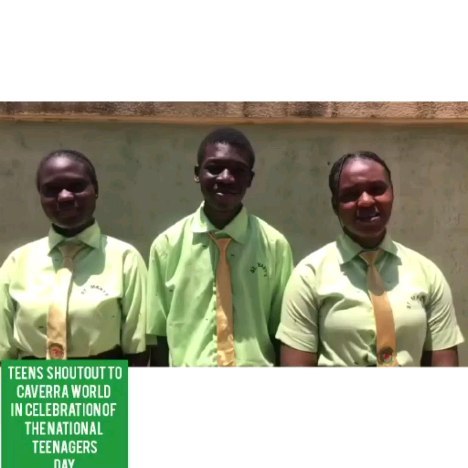 TEENS SHOUTOUT TO
CAVERRA WORLD
IN CELEBRATION OF
THE NATIONAL
TEENAGERS
DAY